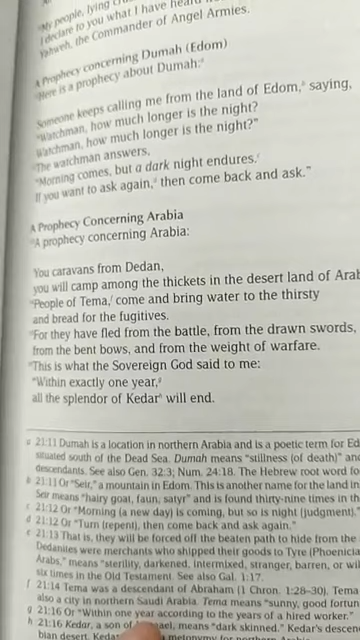 "My people, lying
I declare to you what I have heard
Yahweh, the Commander of Angel Armies.
A Prophecy concerning Dumah (Edom)
"Here is a prophecy about Dumah:a
Someone keeps calling me from the land of Edom,b saying,
"Watchman, how much longer is the night?
Watchman, how much longer is the night?"
The watchman answers,
"Morning comes, but a dark night endures.c
If you want to ask again,d then come back and ask."
A Prophecy Concerning Arabia
A prophecy concerning Arabia:
You caravans from Dedan,
you will camp among the thickets in the desert land of Arab
People of Tema,f come and bring water to the thirsty
and bread for the fugitives.
For they have fled from the battle, from the drawn swords,
from the bent bows, and from the weight of warfare.
This is what the Sovereign God said to me:
"Within exactly one year,g
all the splendor of Kedarh will end.
a 21:11 Dumah is a location in northern Arabia and is a poetic term for Ed
situated south of the Dead Sea. Dumah means "stillness (of death)" and
descendants. See also Gen. 32:3; Num. 24:18. The Hebrew root word fo
b 21:11 Or "Seir," a mountain in Edom. This is another name for the land in
Seir means "hairy goat, faun, satyr" and is found thirty-nine times in th
c 21:12 Or "Morning (a new day) is coming, but so is night (judgment)."
d 21:12 Or "Turn (repent), then come back and ask again."
e 21:13 That is, they will be forced off the beaten path to hide from the
Dedanites were merchants who shipped their goods to Tyre (Phoenicia
Arabs," means "sterility, darkened, intermixed, stranger, barren, or wil
six times in the Old Testament. See also Gal. 1:17.
f 21:14 Tema was a descendant of Abraham (1 Chron. 1:28–30). Tema
also a city in northern Saudi Arabia. Tema means "sunny, good fortun
g 21:16 Or "Within one year according to the years of a hired worker."
h 21:16 Kedar, a son of means "dark skinned." Kedar's descen
bian desert. metonymy for northern